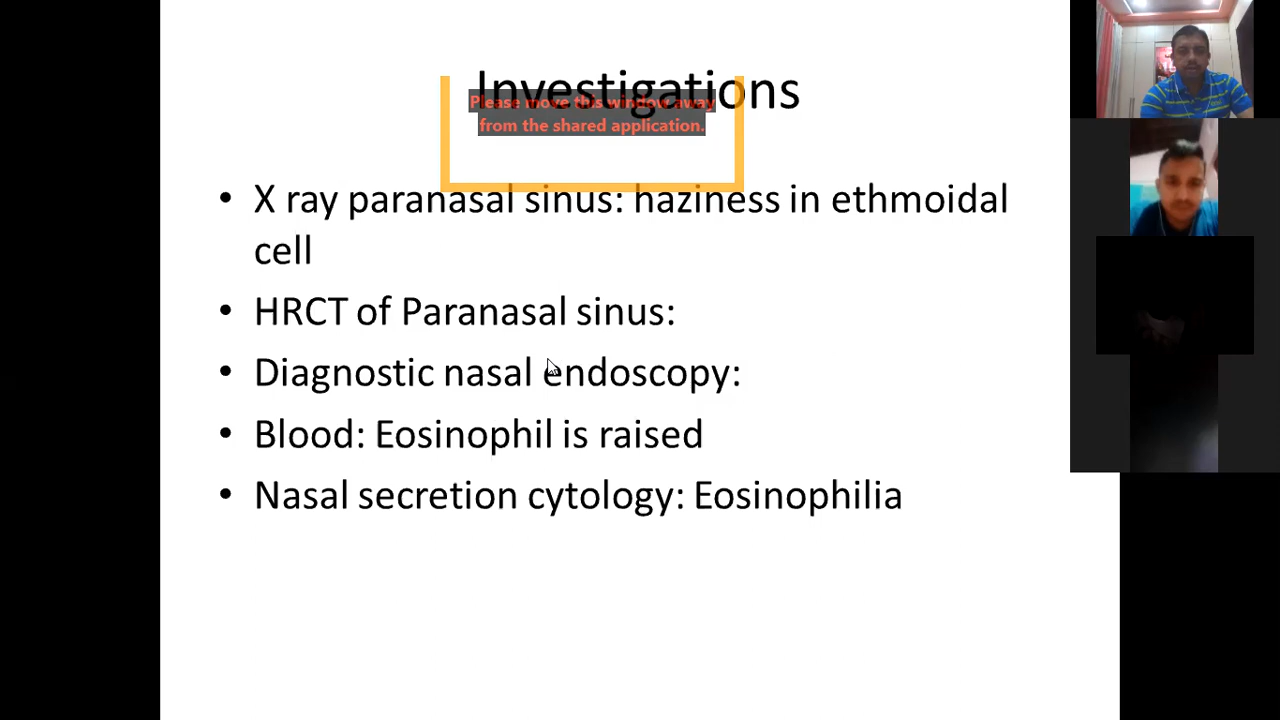 Investigations
Please move this window away
from the shared application.
• X ray paranasal sinus: haziness in ethmoidal
cell
• HRCT of Paranasal sinus:
• Diagnostic nasal endoscopy:
• Blood: Eosinophil is raised
• Nasal secretion cytology: Eosinophilia